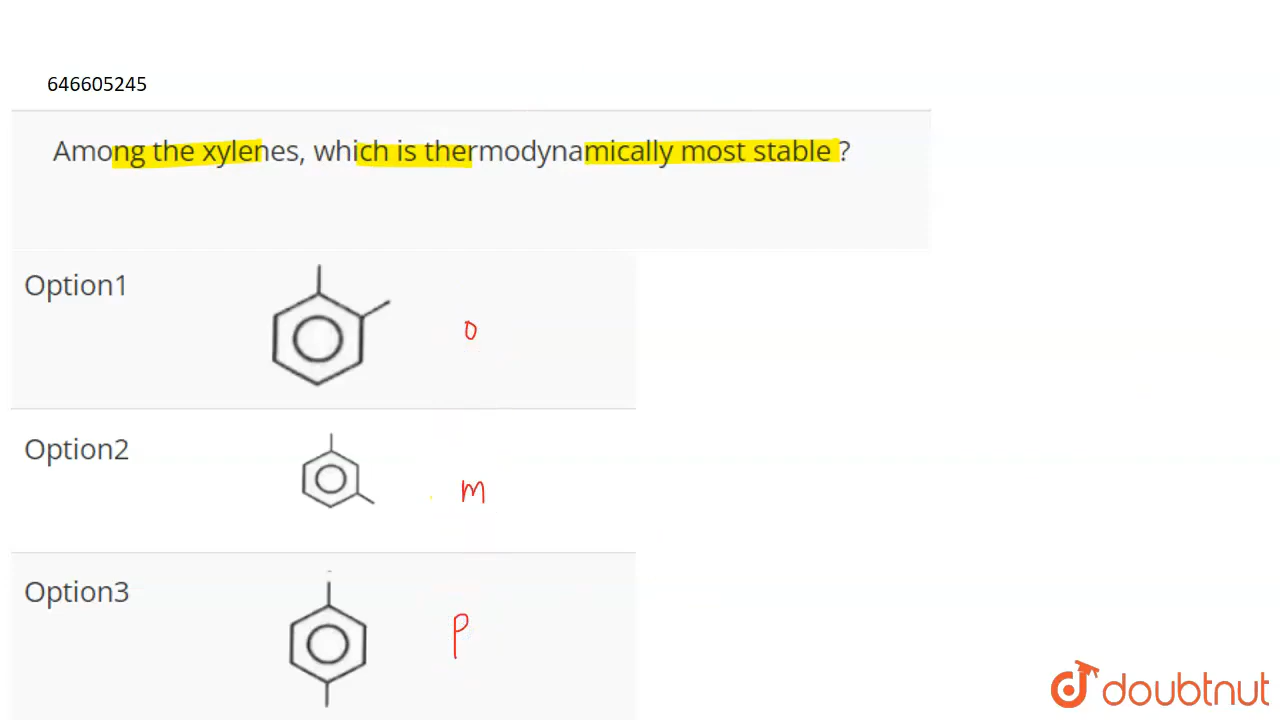 646605245
Among the xylenes, which is thermodynamically most stable ?
Option1
o
Option2
m
Option3
p
doubtnut